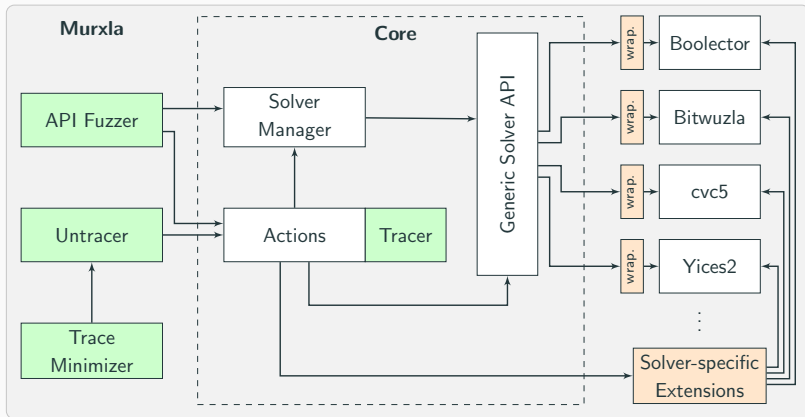 Murxla
Core
API Fuzzer
Untracer
Trace
Minimizer
Solver
Manager
Actions
Tracer
Generic Solver API
wrap.
Boolector
wrap.
Bitwuzla
wrap.
cvc5
wrap.
Yices2
⋮
Solver-specific
Extensions